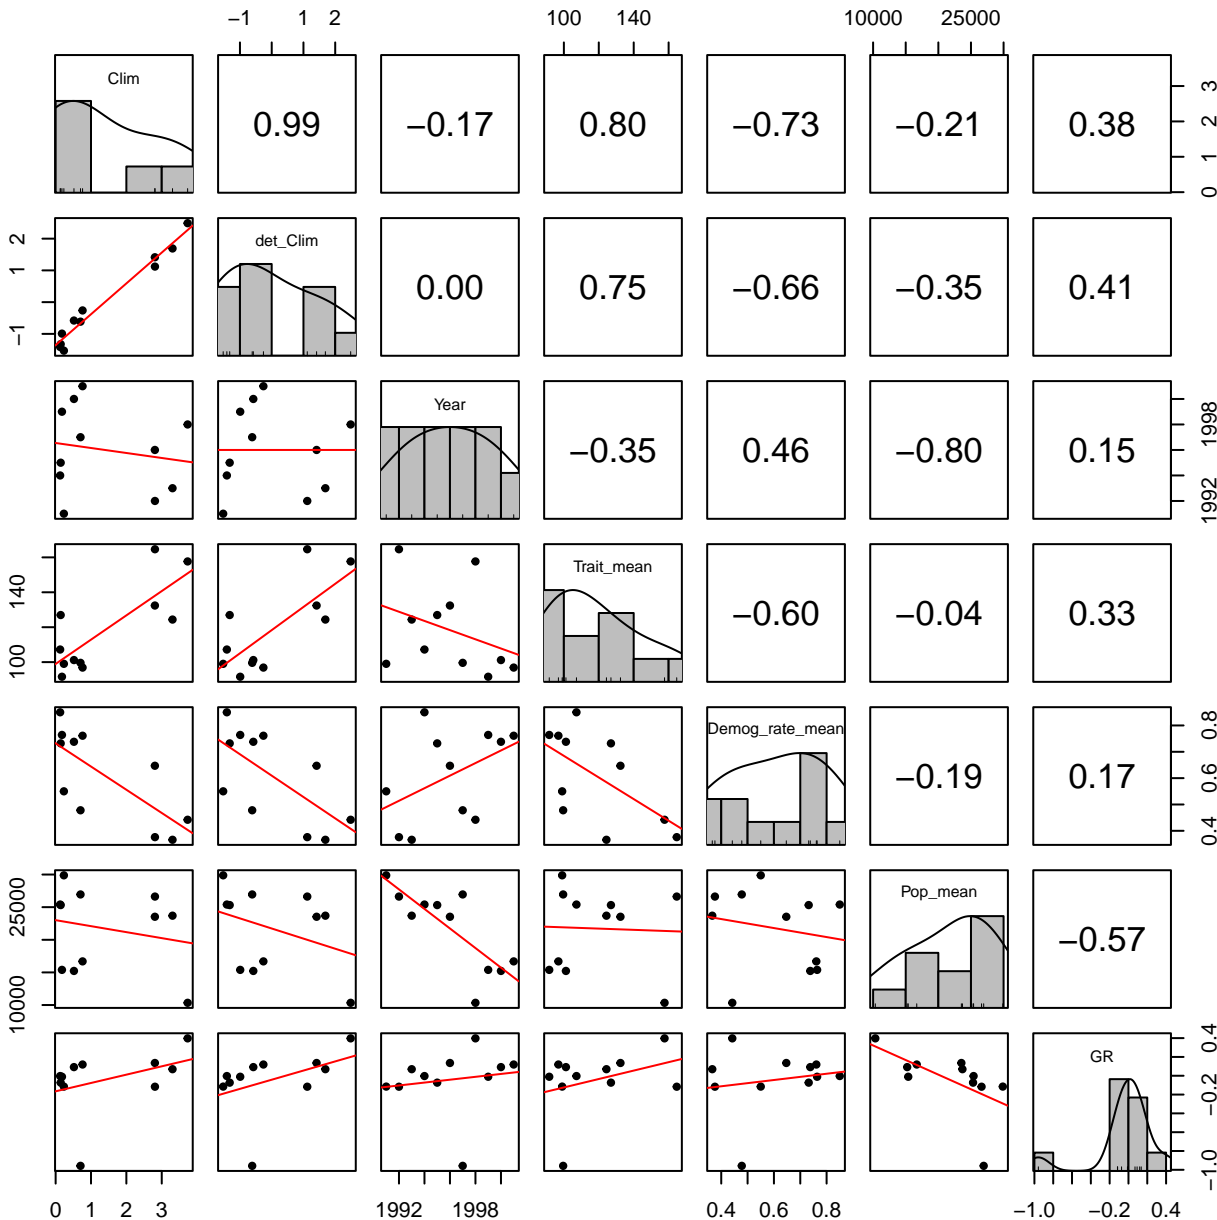 −1 1 2 100 140 10000 25000
Clim 0.99 −0.17 0.80 −0.73 −0.21 0.38 0 1 2 3
−1 1 2 det_Clim 0.00 0.75 −0.66 −0.35 0.41
Year −0.35 0.46 −0.80 0.15 1992 1998
100 140 Trait_mean −0.60 −0.04 0.33
Demog_rate_mean −0.19 0.17 0.4 0.6 0.8
10000 25000 Pop_mean −0.57
GR −1.0 −0.2 0.4
0 1 2 3 1992 1998 0.4 0.6 0.8 −1.0 −0.2 0.4